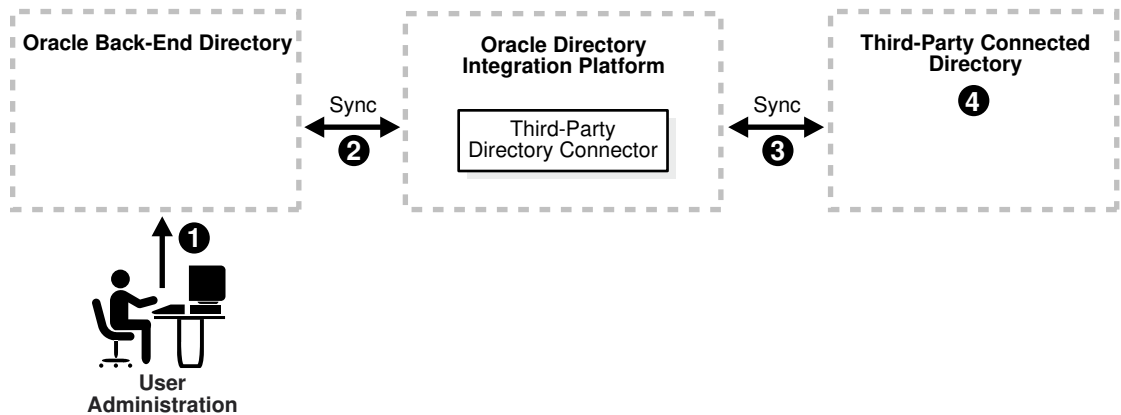 Oracle Back-End Directory
Oracle Directory
Integration Platform
Third-Party Connected
Directory
4
Sync
2
Third-Party
Directory Connector
Sync
3
1
User
Administration